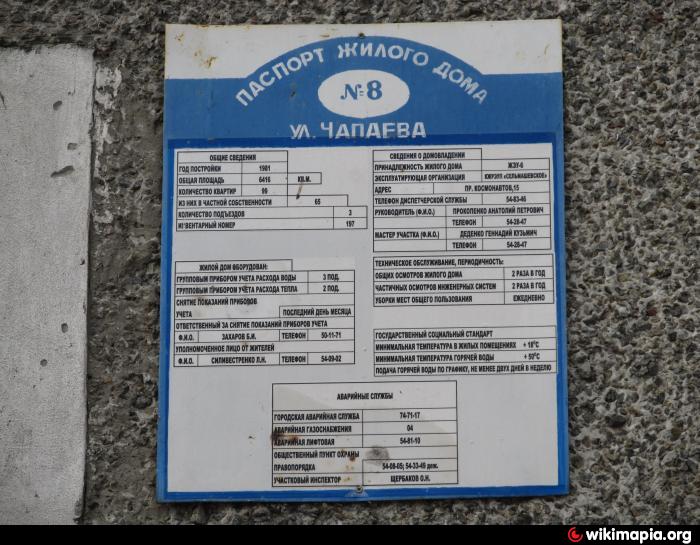 ПАСПОРТ ЖИЛОГО ДОМА
№8
УЛ. ЧАПАЕВА
ОБЩИЕ СВЕДЕНИЯ
ГОД ПОСТРОЙКИ 1981
ОБЩАЯ ПЛОЩАДЬ 6416 КВ.М.
КОЛИЧЕСТВО КВАРТИР 99
ИЗ НИХ В ЧАСТНОЙ СОБСТВЕННОСТИ 65
КОЛИЧЕСТВО ПОДЪЕЗДОВ 3
ИНВЕНТАРНЫЙ НОМЕР 197
СВЕДЕНИЯ О ДОМОВЛАДЕНИИ
ПРИНАДЛЕЖНОСТЬ ЖИЛОГО ДОМА ЖЭУ-6
ЭКСПЛУАТИРУЮЩАЯ ОРГАНИЗАЦИЯ КЖРЭУП «СЕЛЬМАШЕВСКОЕ»
АДРЕС ПР. КОСМОНАВТОВ,15
ТЕЛЕФОН ДИСПЕТЧЕРСКОЙ СЛУЖБЫ 54-83-46
РУКОВОДИТЕЛЬ (Ф.И.О.) ПРОКОПЕНКО АНАТОЛИЙ ПЕТРОВИЧ
ТЕЛЕФОН 54-28-47
МАСТЕР УЧАСТКА (Ф.И.О.) ДЕДЕНКО ГЕННАДИЙ КУЗЬМИЧ
ТЕЛЕФОН 54-28-47
ЖИЛОЙ ДОМ ОБОРУДОВАН:
ГРУППОВЫМ ПРИБОРОМ УЧЕТА РАСХОДА ВОДЫ 3 ПОД.
ГРУППОВЫМ ПРИБОРОМ УЧЕТА РАСХОДА ТЕПЛА 2 ПОД.
СНЯТИЕ ПОКАЗАНИЙ ПРИБОРОВ
УЧЕТА ПОСЛЕДНИЙ ДЕНЬ МЕСЯЦА
ОТВЕТСТВЕННЫЙ ЗА СНЯТИЕ ПОКАЗАНИЙ ПРИБОРОВ УЧЕТА
Ф.И.О. ЗАХАРОВ Б.И. ТЕЛЕФОН 50-11-71
УПОЛНОМОЧЕННОЕ ЛИЦО ОТ ЖИТЕЛЕЙ
Ф.И.О. СИЛИВЕСТРЕНКО Л.Н. ТЕЛЕФОН 54-09-02
ТЕХНИЧЕСКОЕ ОБСЛУЖИВАНИЕ, ПЕРИОДИЧНОСТЬ:
ОБЩИХ ОСМОТРОВ ЖИЛОГО ДОМА 2 РАЗА В ГОД
ЧАСТИЧНЫХ ОСМОТРОВ ИНЖЕНЕРНЫХ СИСТЕМ 2 РАЗА В ГОД
УБОРКИ МЕСТ ОБЩЕГО ПОЛЬЗОВАНИЯ ЕЖЕДНЕВНО
ГОСУДАРСТВЕННЫЙ СОЦИАЛЬНЫЙ СТАНДАРТ
МИНИМАЛЬНАЯ ТЕМПЕРАТУРА В ЖИЛЫХ ПОМЕЩЕНИЯХ + 18°С
МИНИМАЛЬНАЯ ТЕМПЕРАТУРА ГОРЯЧЕЙ ВОДЫ + 50°С
ПОДАЧА ГОРЯЧЕЙ ВОДЫ ПО ГРАФИКУ, НЕ МЕНЕЕ ДВУХ ДНЕЙ В НЕДЕЛЮ
АВАРИЙНЫЕ СЛУЖБЫ
ГОРОДСКАЯ АВАРИЙНАЯ СЛУЖБА 74-71-17
АВАРИЙНАЯ ГАЗОСНАБЖЕНИЯ 04
АВАРИЙНАЯ ЛИФТОВАЯ 54-81-10
ОБЩЕСТВЕННЫЙ ПУНКТ ОХРАНЫ
ПРАВОПОРЯДКА 54-08-05; 54-33-49 деж.
УЧАСТКОВЫЙ ИНСПЕКТОР ЩЕРБАКОВ О.Н.
wikimapia.org